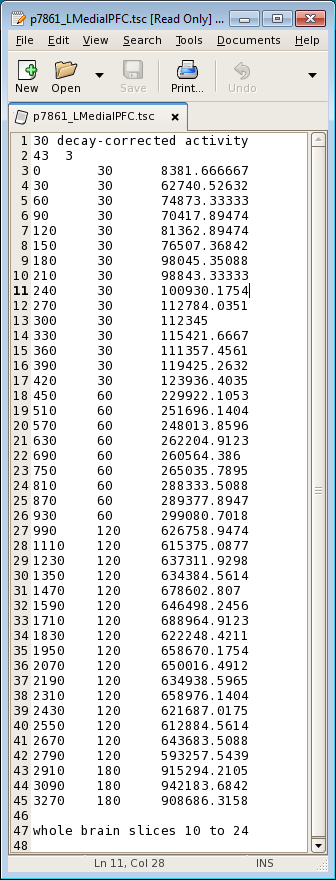 p7861_LMedialPFC.tsc [Read Only]
File Edit View Search Tools Documents Help
New Open Save Print... Undo
p7861_LMedialPFC.tsc
1 30 decay-corrected activity
2 43 3
3 0 30 8381.666667
4 30 30 62740.52632
5 60 30 74873.33333
6 90 30 70417.89474
7 120 30 81362.89474
8 150 30 76507.36842
9 180 30 98045.35088
10 210 30 98843.33333
11 240 30 100930.1754
12 270 30 112784.0351
13 300 30 112345
14 330 30 115421.6667
15 360 30 111357.4561
16 390 30 119425.2632
17 420 30 123936.4035
18 450 60 229922.1053
19 510 60 251696.1404
20 570 60 248013.8596
21 630 60 262204.9123
22 690 60 260564.386
23 750 60 265035.7895
24 810 60 288333.5088
25 870 60 289377.8947
26 930 60 299080.7018
27 990 120 626758.9474
28 1110 120 615375.0877
29 1230 120 637311.9298
30 1350 120 634384.5614
31 1470 120 678602.807
32 1590 120 646498.2456
33 1710 120 688964.9123
34 1830 120 622248.4211
35 1950 120 658670.1754
36 2070 120 650016.4912
37 2190 120 634938.5965
38 2310 120 658976.1404
39 2430 120 621687.0175
40 2550 120 612884.5614
41 2670 120 643683.5088
42 2790 120 593257.5439
43 2910 180 915294.2105
44 3090 180 942183.6842
45 3270 180 908686.3158
46
47 whole brain slices 10 to 24
48
Ln 11, Col 28 INS